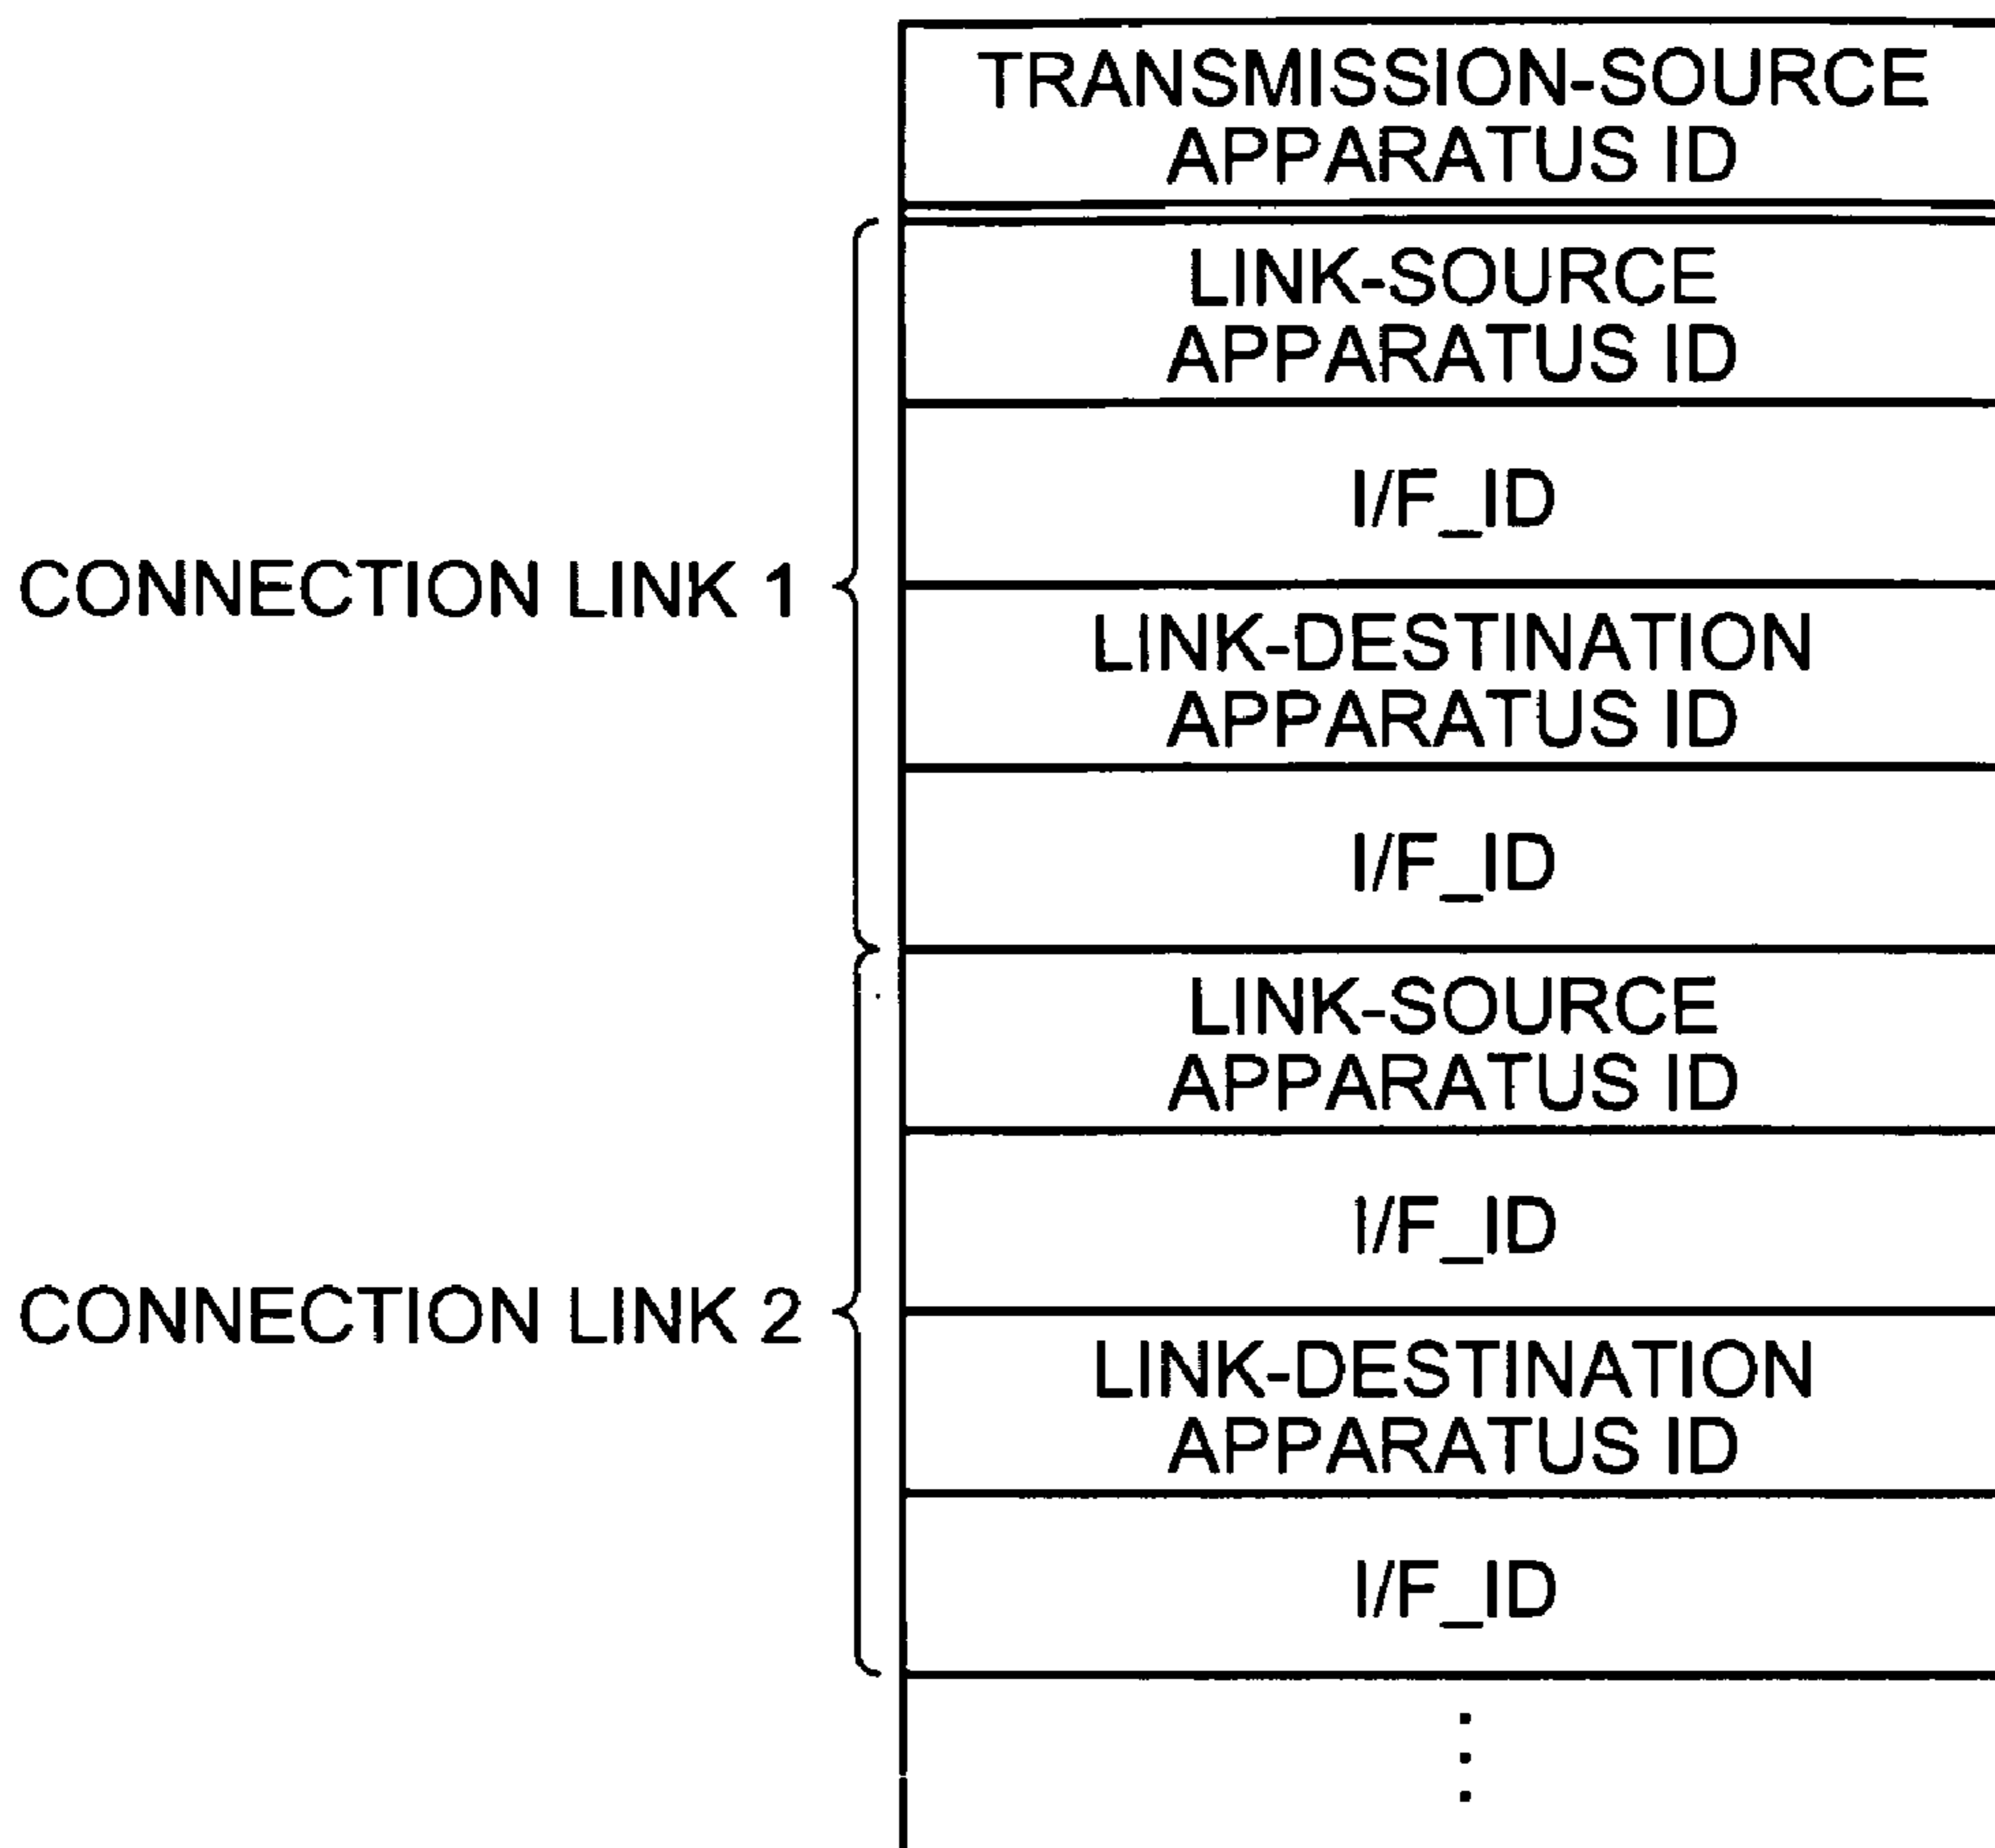 TRANSMISSION-SOURCE
APPARATUS ID
LINK-SOURCE
APPARATUS ID
I/F_ID
CONNECTION LINK 1
LINK-DESTINATION
APPARATUS ID
I/F_ID
LINK-SOURCE
APPARATUS ID
I/F_ID
CONNECTION LINK 2
LINK-DESTINATION
APPARATUS ID
I/F_ID